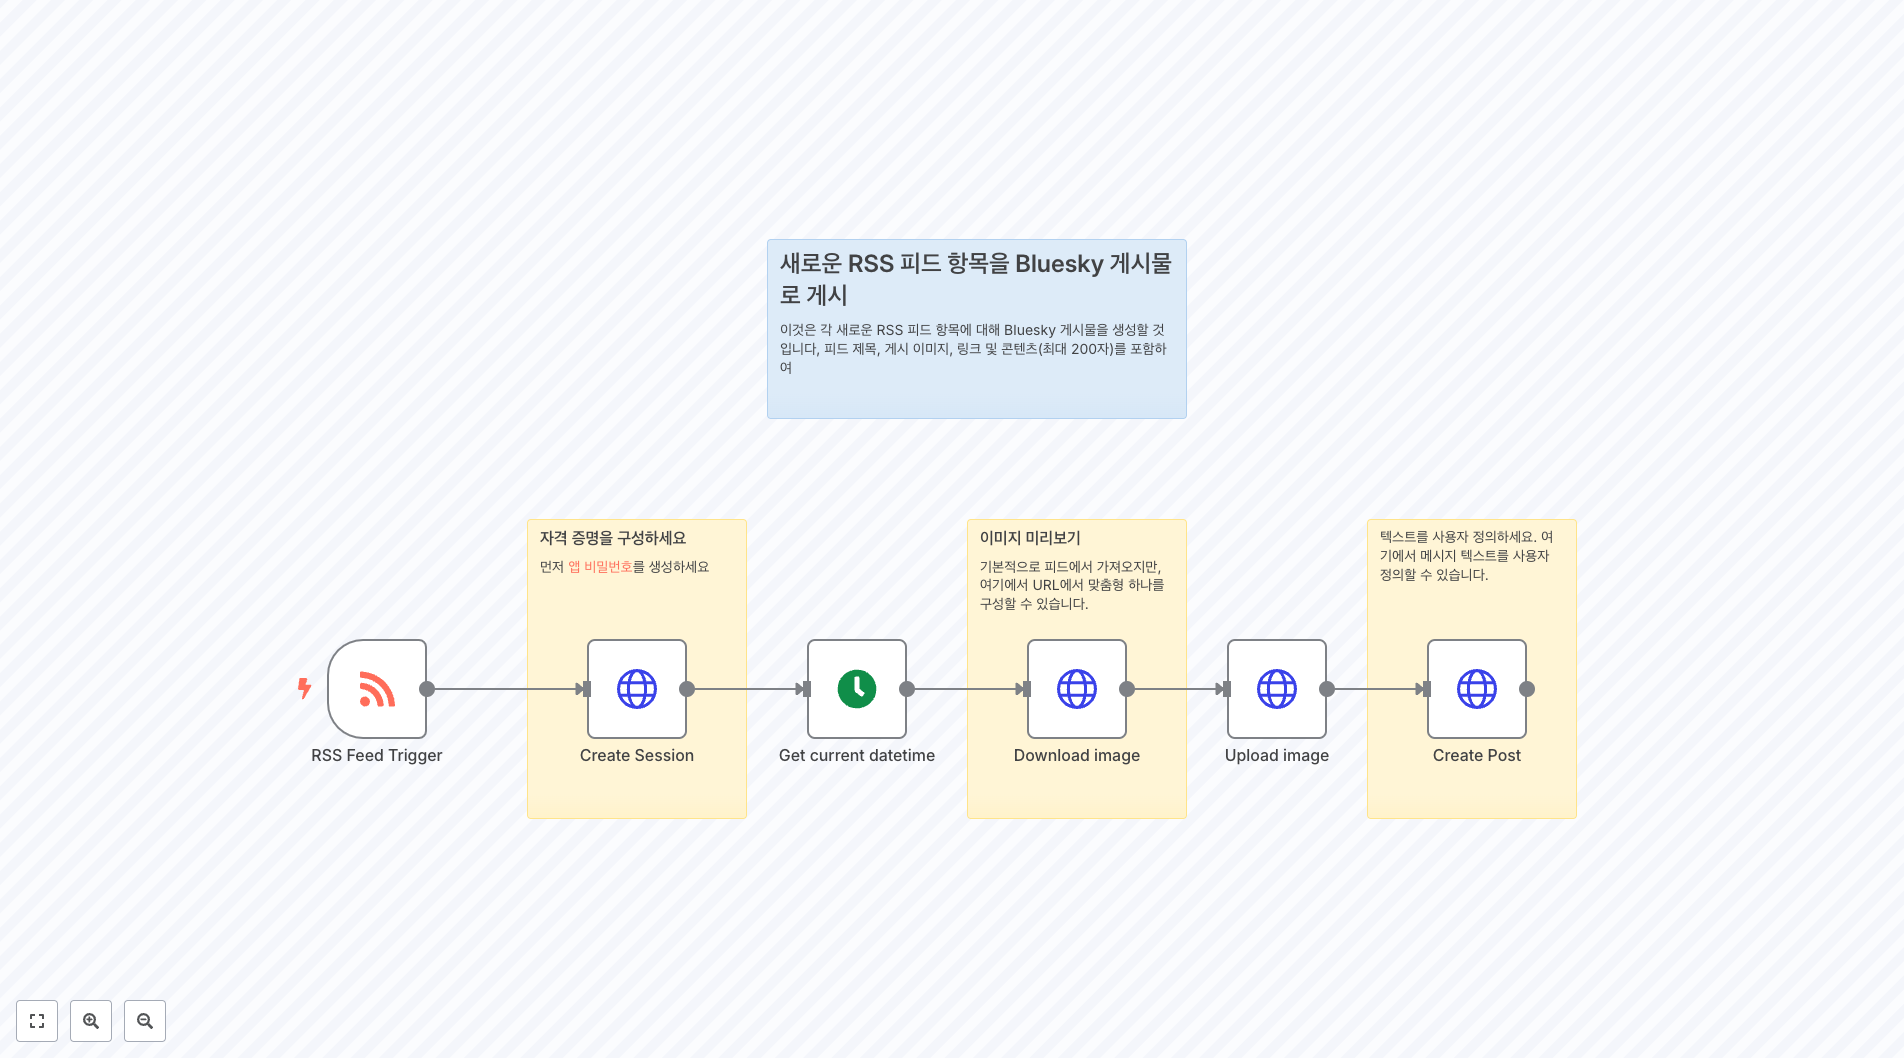 새로운 RSS 피드 항목을 Bluesky 게시물
로 게시
이것은 각 새로운 RSS 피드 항목에 대해 Bluesky 게시물을 생성할 것
입니다, 피드 제목, 게시 이미지, 링크 및 콘텐츠(최대 200자)를 포함하
여
자격 증명을 구성하세요
먼저 앱 비밀번호를 생성하세요
이미지 미리보기
기본적으로 피드에서 가져오지만,
여기에서 URL에서 맞춤형 하나를
구성할 수 있습니다.
텍스트를 사용자 정의하세요. 여
기에서 메시지 텍스트를 사용자
정의할 수 있습니다.
RSS Feed Trigger
Create Session
Get current datetime
Download image
Upload image
Create Post